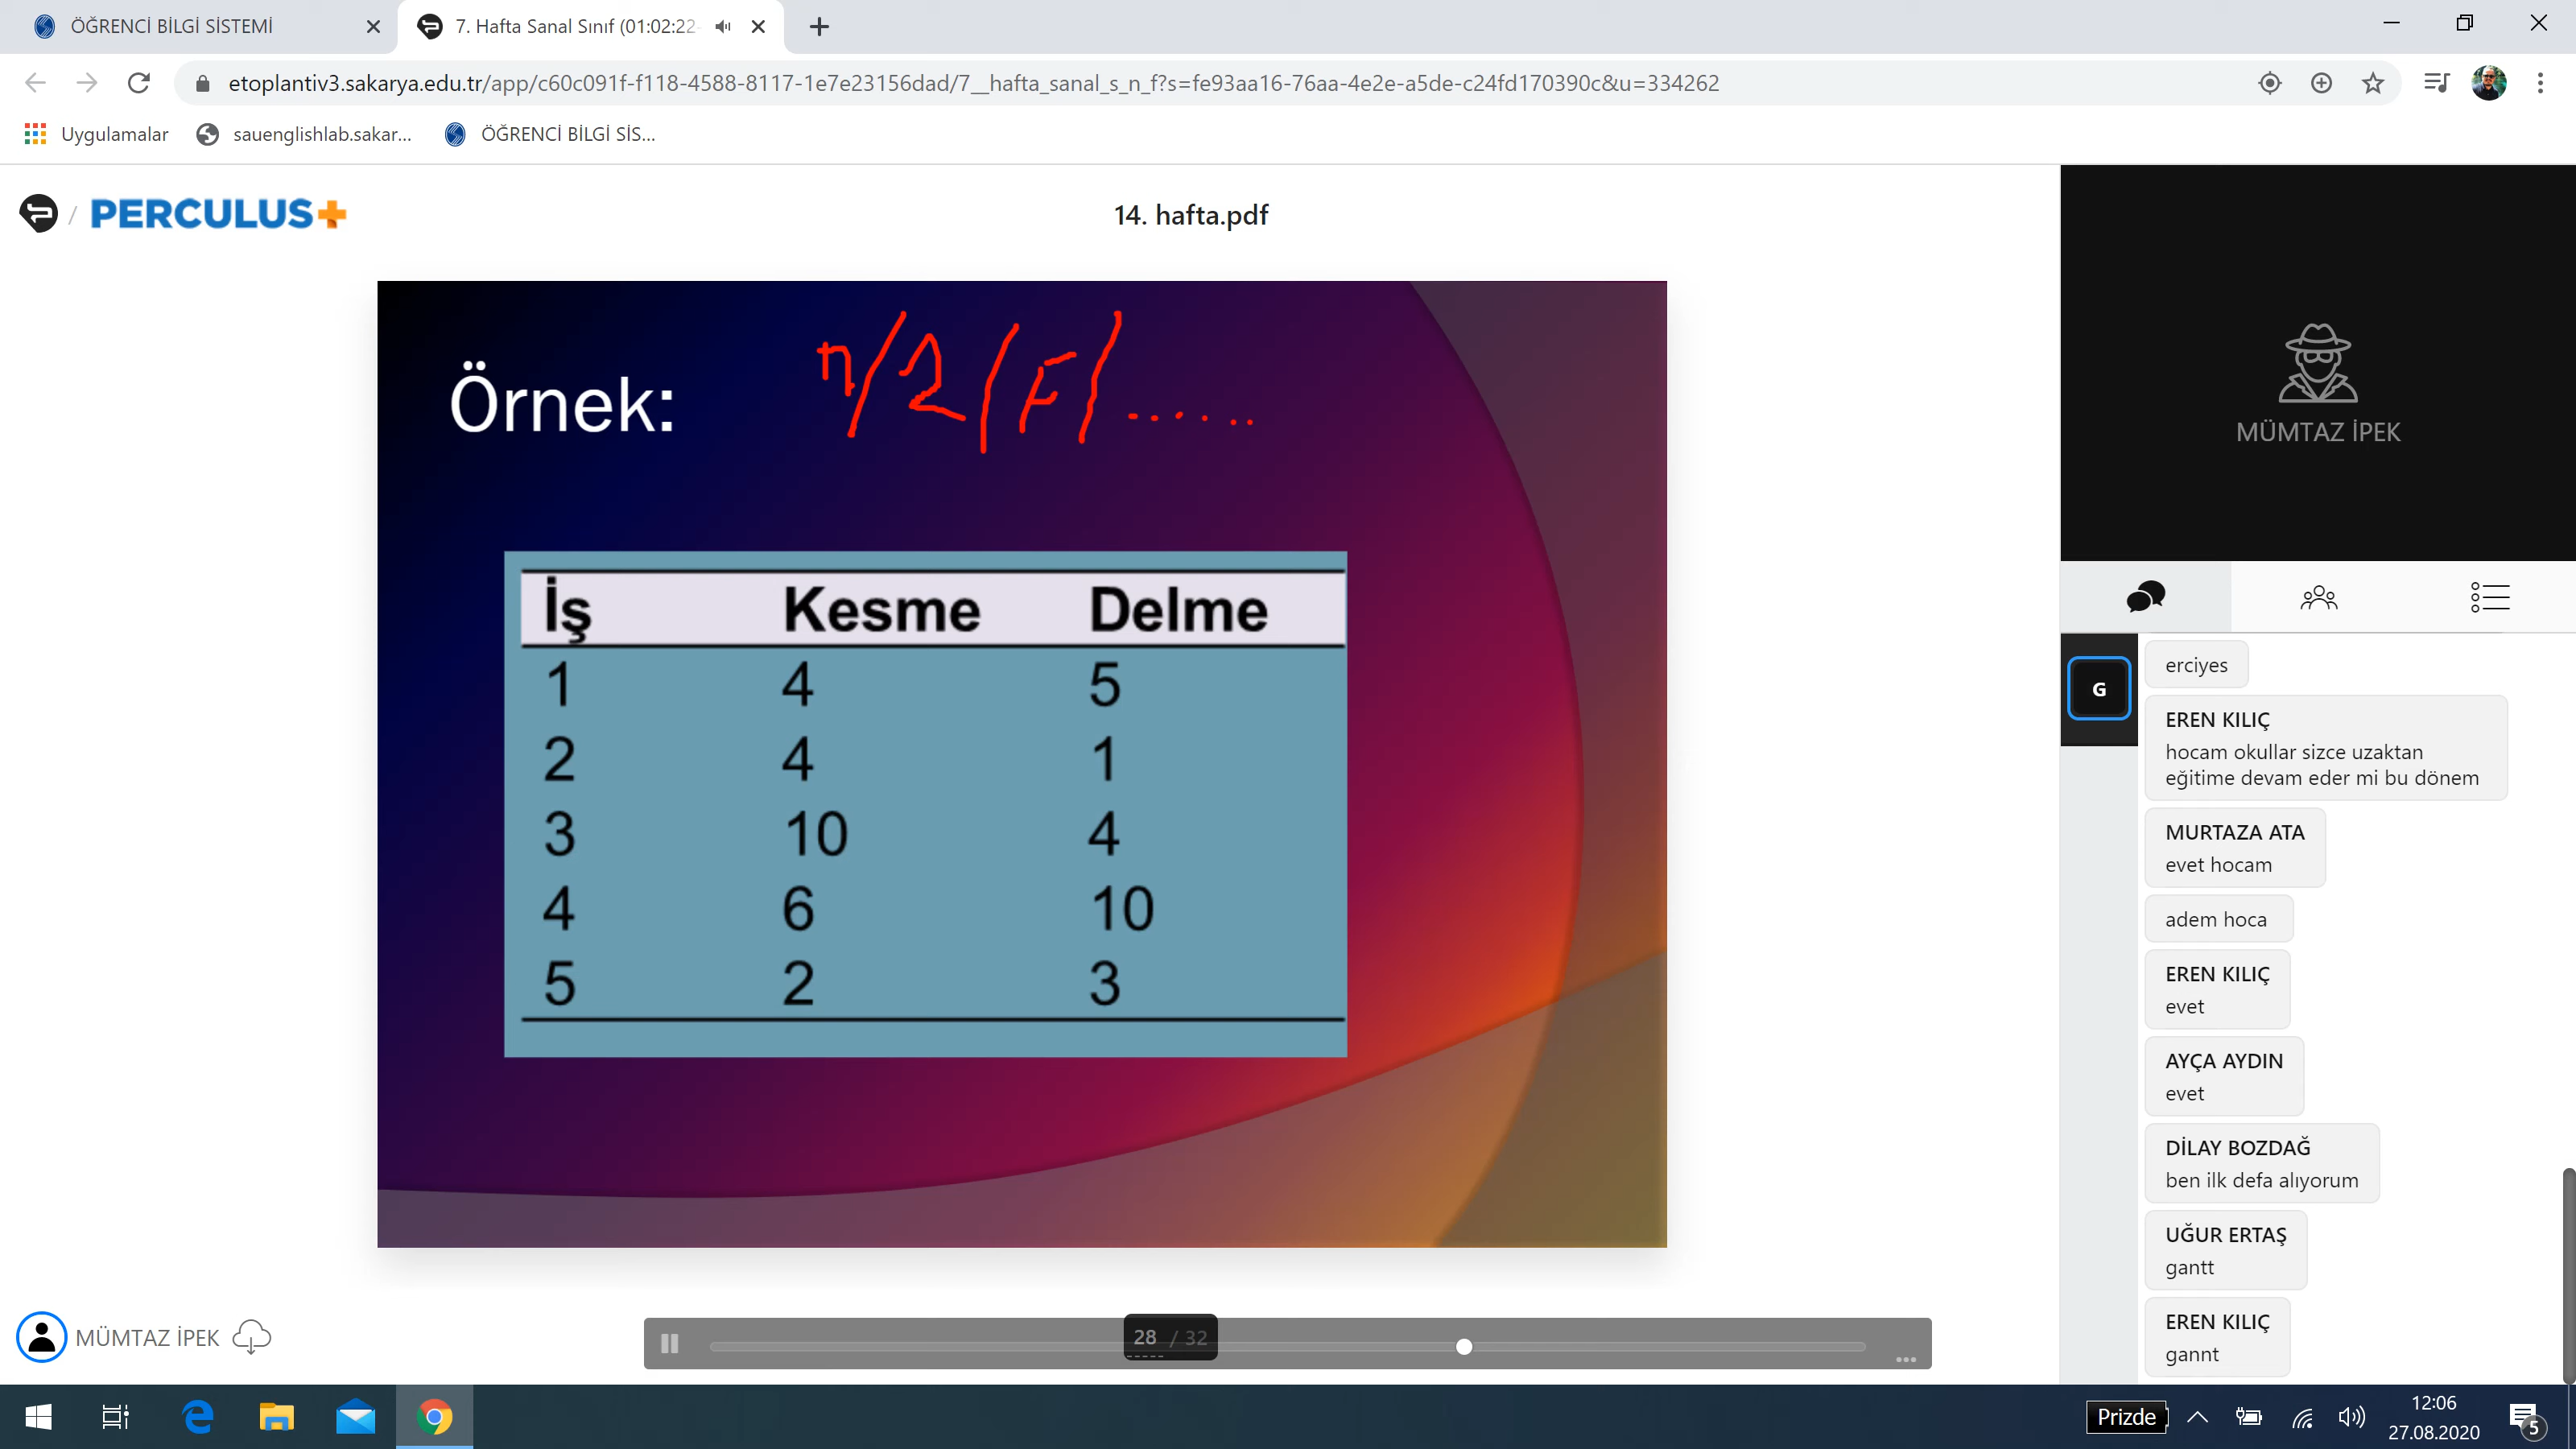 ÖĞRENCİ BİLGİ SİSTEMİ
7. Hafta Sanal Sınıf (01:02:22
etoplantiv3.sakarya.edu.tr/app/c60c091f-f118-4588-8117-1e7e23156dad/7__hafta_sanal_s_n_f?s=fe93aa16-76aa-4e2e-a5de-c24fd170390c&u=334262
Uygulamalar
sauenglishlab.sakar...
ÖĞRENCİ BİLGİ SİS...
/ PERCULUS+
14. hafta.pdf
Örnek:
n/2/F/......
İş Kesme Delme
1 4 5
2 4 1
3 10 4
4 6 10
5 2 3
MÜMTAZ İPEK
G
erciyes
EREN KILIÇ
hocam okullar sizce uzaktan
eğitime devam eder mi bu dönem
MURTAZA ATA
evet hocam
adem hoca
EREN KILIÇ
evet
AYÇA AYDIN
evet
DİLAY BOZDAĞ
ben ilk defa alıyorum
UĞUR ERTAŞ
gantt
EREN KILIÇ
gannt
MÜMTAZ İPEK
28 / 32
Prizde
12:06
27.08.2020
5